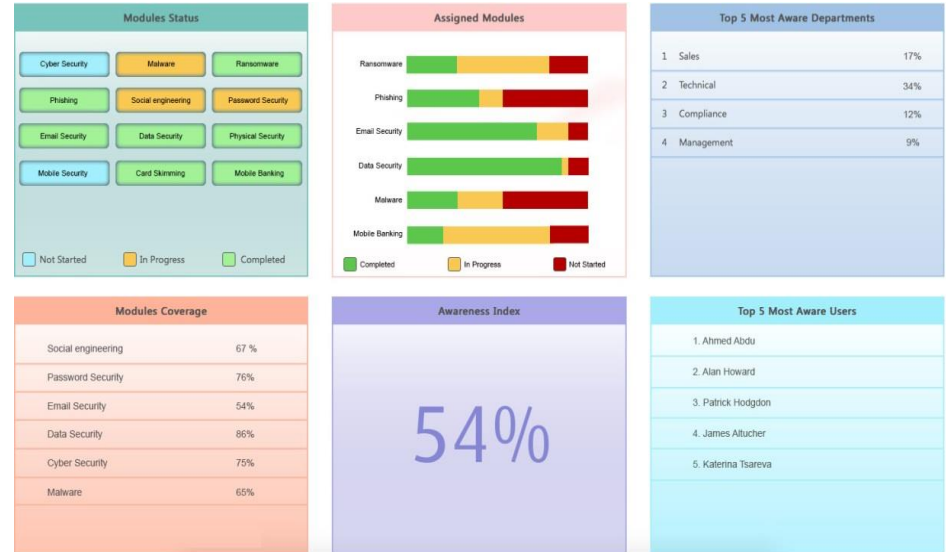 Modules Status
Cyber Security Malware Ransomware
Phishing Social engineering Password Security
Email Security Data Security Physical Security
Mobile Security Card Skimming Mobile Banking
Not Started In Progress Completed
Assigned Modules
Ransomware
Phishing
Email Security
Data Security
Malware
Mobile Banking
Completed In Progress Not Started
Top 5 Most Aware Departments
1 Sales 17%
2 Technical 34%
3 Compliance 12%
4 Management 9%
Modules Coverage
Social engineering 67 %
Password Security 76%
Email Security 54%
Data Security 86%
Cyber Security 75%
Malware 65%
Awareness Index
54%
Top 5 Most Aware Users
1. Ahmed Abdu
2. Alan Howard
3. Patrick Hodgdon
4. James Altucher
5. Katerina Tsareva